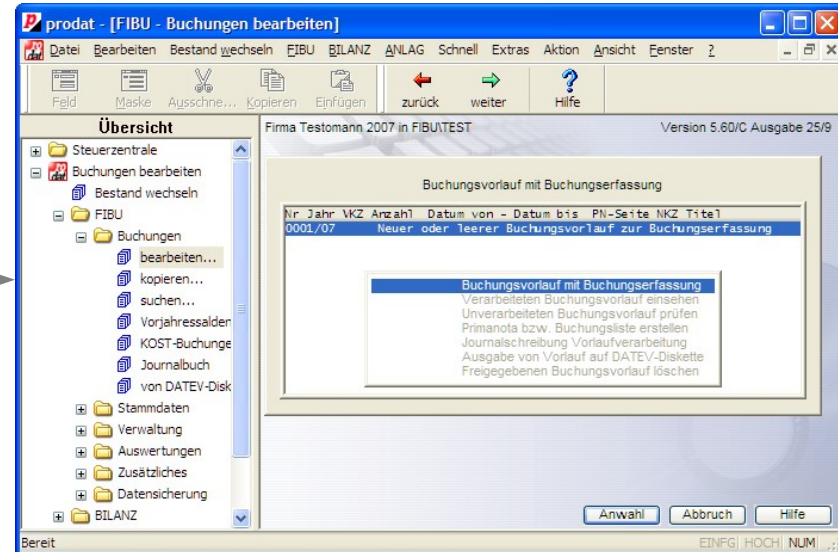 prodat - [FIBU - Buchungen bearbeiten]
Datei Bearbeiten Bestand wechseln FIBU BILANZ ANLAG Schnell Extras Aktion Ansicht Fenster ?
Feld Maske Ausschne... Kopieren Einfügen zurück weiter Hilfe
Übersicht
Steuerzentrale
Buchungen bearbeiten
Bestand wechseln
FIBU
Buchungen
bearbeiten...
kopieren...
suchen...
Vorjahressalden
KOST-Buchunge
Journalbuch
von DATEV-Disk
Stammdaten
Verwaltung
Auswertungen
Zusätzliches
Datensicherung
BILANZ
Firma Testomann 2007 in FIBU\TEST Version 5.60/C Ausgabe 25/9
Buchungsvorlauf mit Buchungserfassung
Nr Jahr VKZ Anzahl Datum von - Datum bis PN-Seite NKZ Titel
0001/07 Neuer oder leerer Buchungsvorlauf zur Buchungserfassung
Buchungsvorlauf mit Buchungserfassung
Verarbeiteten Buchungsvorlauf einsehen
Unverarbeiteten Buchungsvorlauf prüfen
Primanota bzw. Buchungsliste erstellen
Journalschreibung Vorlaufverarbeitung
Ausgabe von Vorlauf auf DATEV-Diskette
Freigegebenen Buchungsvorlauf löschen
Anwahl Abbruch Hilfe
Bereit EINFG HOCH NUM